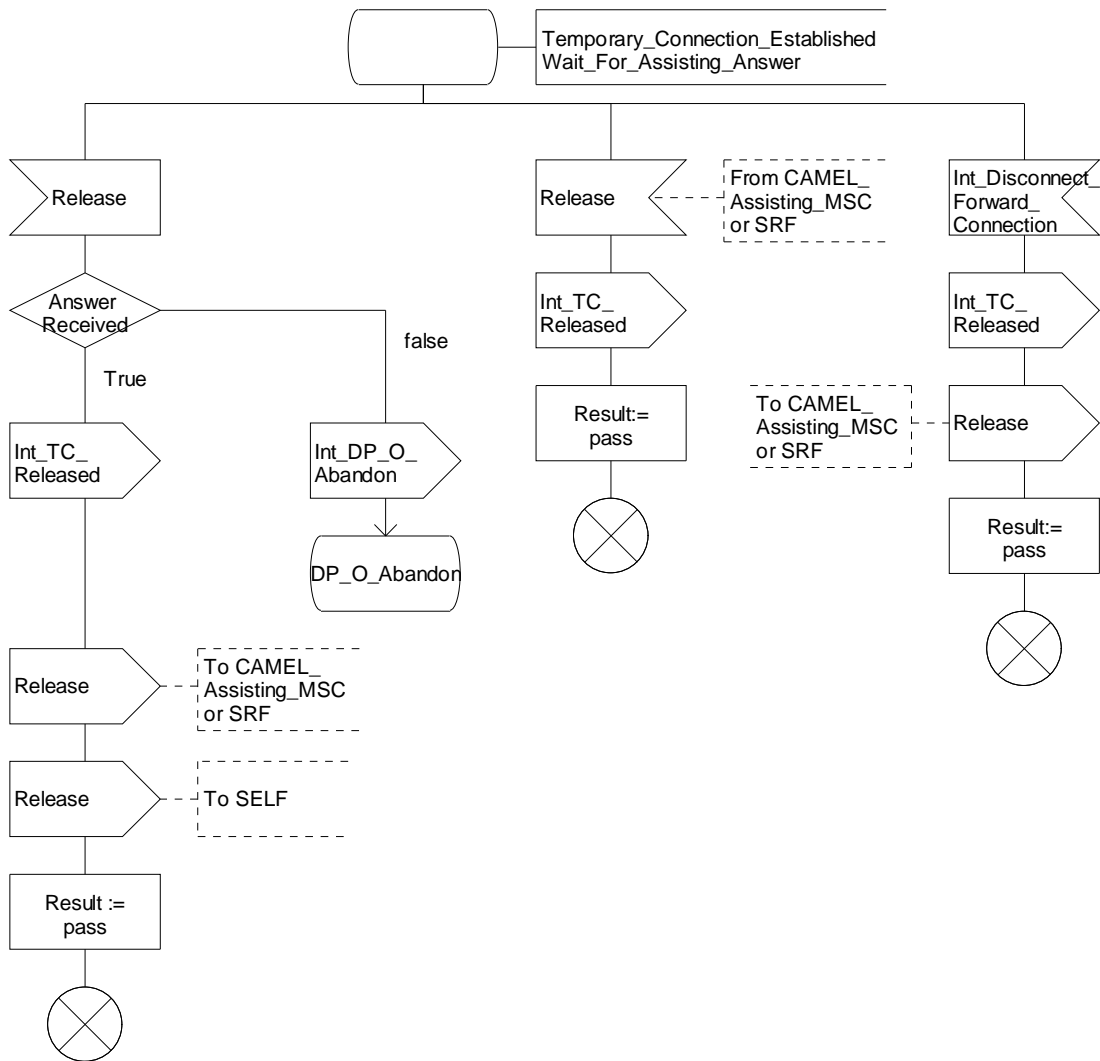 Temporary_Connection_Established
Wait_For_Assisting_Answer
Release
Release
From CAMEL_
Assisting_MSC
or SRF
Int_Disconnect_
Forward_
Connection
Answer
Received
false
True
Int_TC_
Released
Int_TC_
Released
Result:=
pass
To CAMEL_
Assisting_MSC
or SRF
Release
Int_TC_
Released
Int_DP_O_
Abandon
DP_O_Abandon
Result:=
pass
Release
To CAMEL_
Assisting_MSC
or SRF
Release
To SELF
Result :=
pass